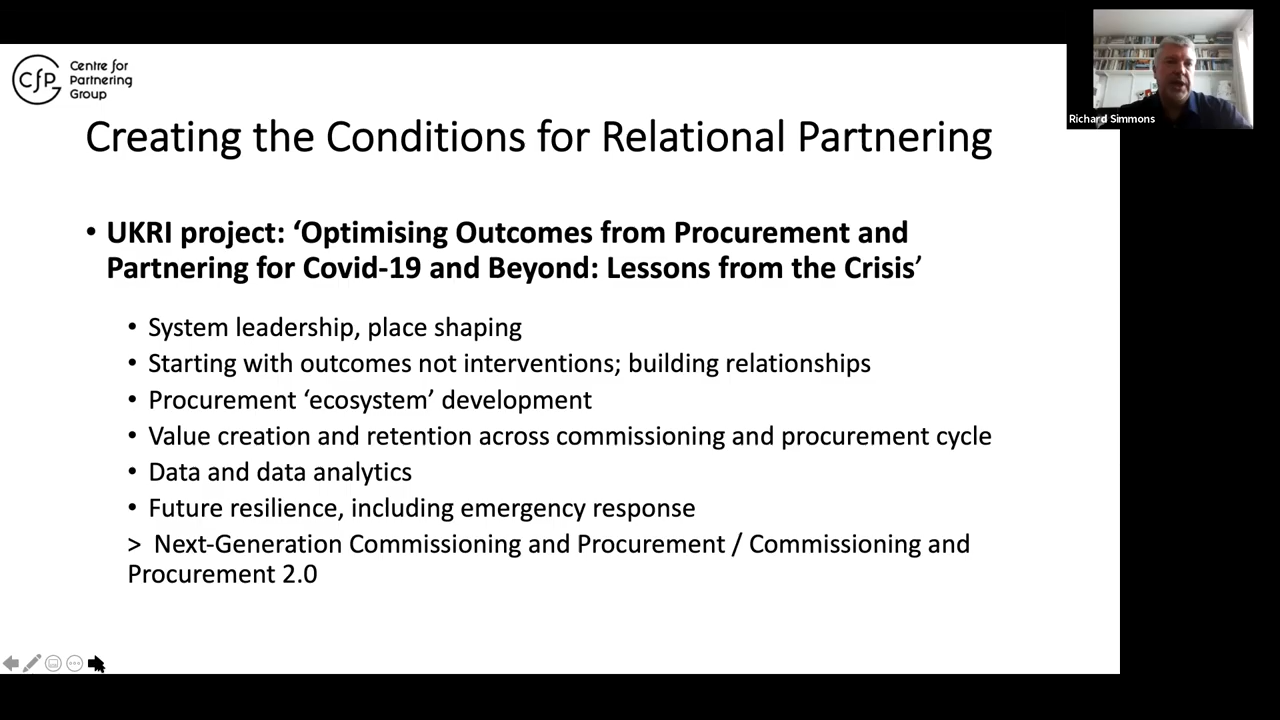 CfP
Centre for
Partnering
Group
Richard Simmons
Creating the Conditions for Relational Partnering
• UKRI project: ‘Optimising Outcomes from Procurement and
Partnering for Covid-19 and Beyond: Lessons from the Crisis’
• System leadership, place shaping
• Starting with outcomes not interventions; building relationships
• Procurement ‘ecosystem’ development
• Value creation and retention across commissioning and procurement cycle
• Data and data analytics
• Future resilience, including emergency response
> Next-Generation Commissioning and Procurement / Commissioning and
Procurement 2.0